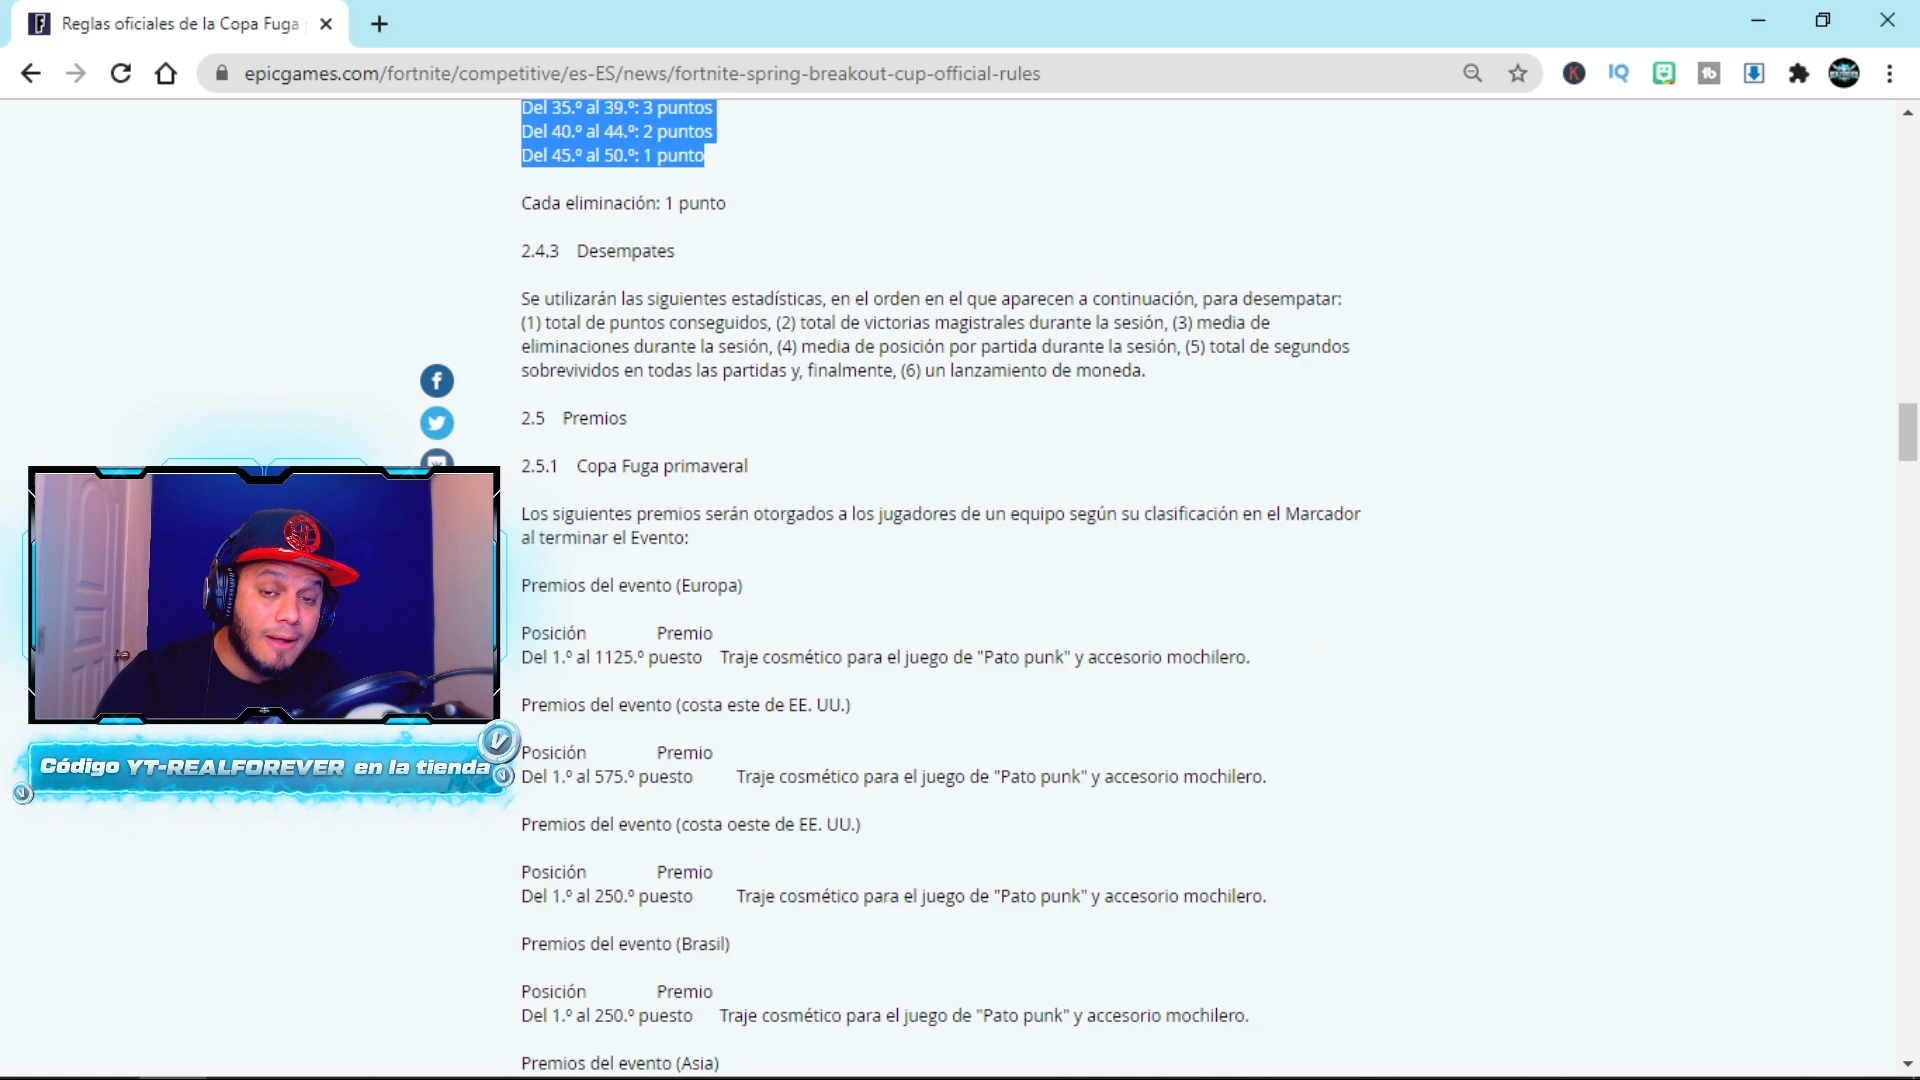 Reglas oficiales de la Copa Fuga
epicgames.com/fortnite/competitive/es-ES/news/fortnite-spring-breakout-cup-official-rules
Del 35.º al 39.º: 3 puntos
Del 40.º al 44.º: 2 puntos
Del 45.º al 50.º: 1 punto
Cada eliminación: 1 punto
2.4.3 Desempates
Se utilizarán las siguientes estadísticas, en el orden en el que aparecen a continuación, para desempatar:
(1) total de puntos conseguidos, (2) total de victorias magistrales durante la sesión, (3) media de
eliminaciones durante la sesión, (4) media de posición por partida durante la sesión, (5) total de segundos
sobrevividos en todas las partidas y, finalmente, (6) un lanzamiento de moneda.
2.5 Premios
2.5.1 Copa Fuga primaveral
Los siguientes premios serán otorgados a los jugadores de un equipo según su clasificación en el Marcador
al terminar el Evento:
Premios del evento (Europa)
Posición Premio
Del 1.º al 1125.º puesto Traje cosmético para el juego de "Pato punk" y accesorio mochilero.
Premios del evento (costa este de EE. UU.)
Posición Premio
Del 1.º al 575.º puesto Traje cosmético para el juego de "Pato punk" y accesorio mochilero.
Premios del evento (costa oeste de EE. UU.)
Posición Premio
Del 1.º al 250.º puesto Traje cosmético para el juego de "Pato punk" y accesorio mochilero.
Premios del evento (Brasil)
Posición Premio
Del 1.º al 250.º puesto Traje cosmético para el juego de "Pato punk" y accesorio mochilero.
Premios del evento (Asia)
Código YT-REALFOREVER en la tienda